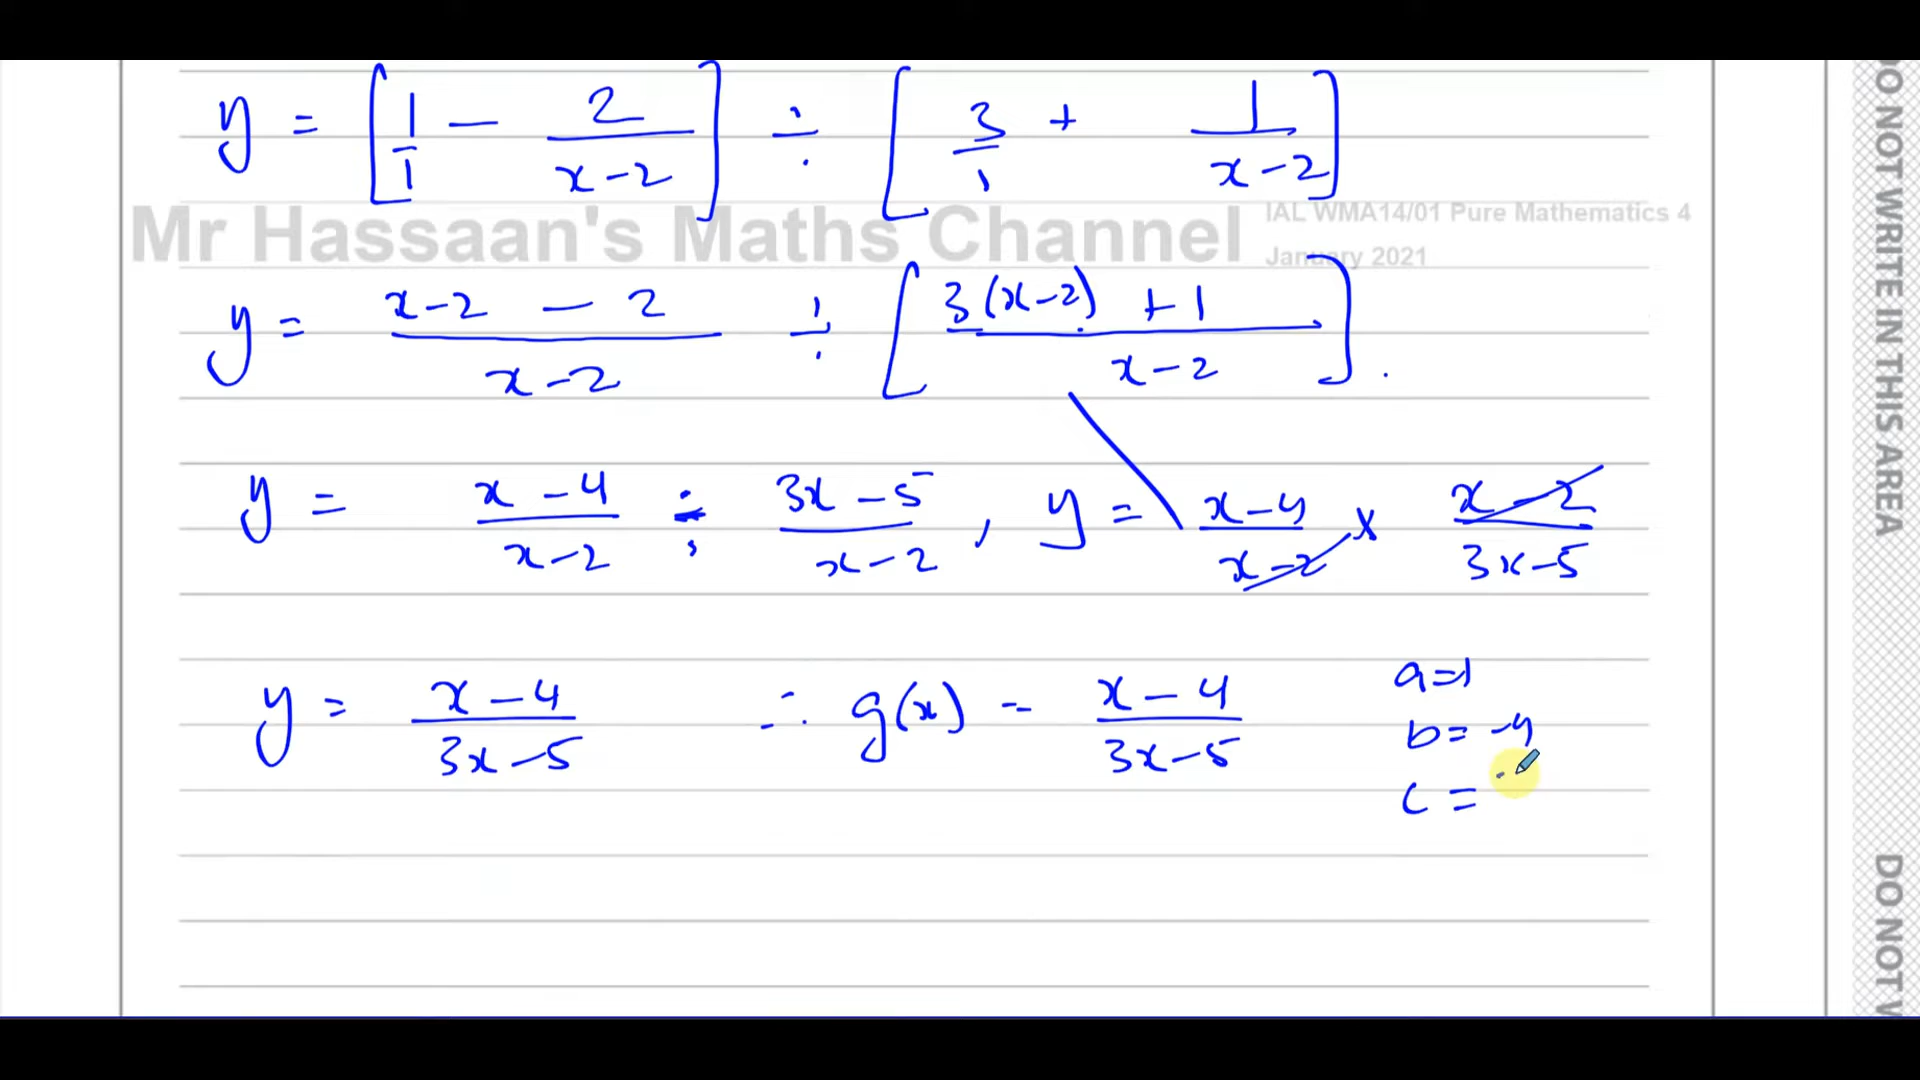 y = [1/1 − 2/(x−2)] ÷ [3/1 + 1/(x−2)]
Mr Hassaan's Maths Channel
IAL WMA14/01 Pure Mathematics 4
January 2021
y = (x−2 − 2)/(x−2) ÷ [(3(x−2) + 1)/(x−2)].
y = (x−4)/(x−2) ÷ (3x−5)/(x−2) , y = (x−4)/(x−2) × (x−2)/(3x−5)
y = (x−4)/(3x−5) ∴ g(x) = (x−4)/(3x−5)
a=1
b= −4
c =
DO NOT WRITE IN THIS AREA
DO NOT W